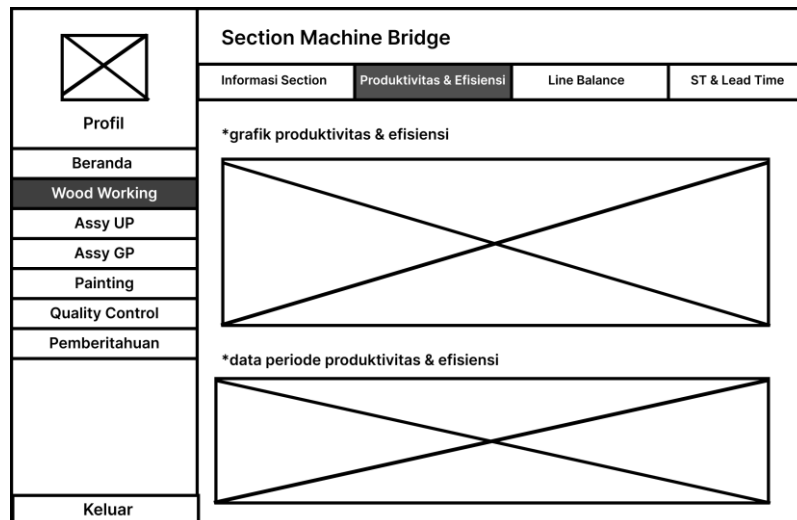 Profil
Beranda
Wood Working
Assy UP
Assy GP
Painting
Quality Control
Pemberitahuan
Keluar
Section Machine Bridge
Informasi Section
Produktivitas & Efisiensi
Line Balance
ST & Lead Time
*grafik produktivitas & efisiensi
*data periode produktivitas & efisiensi